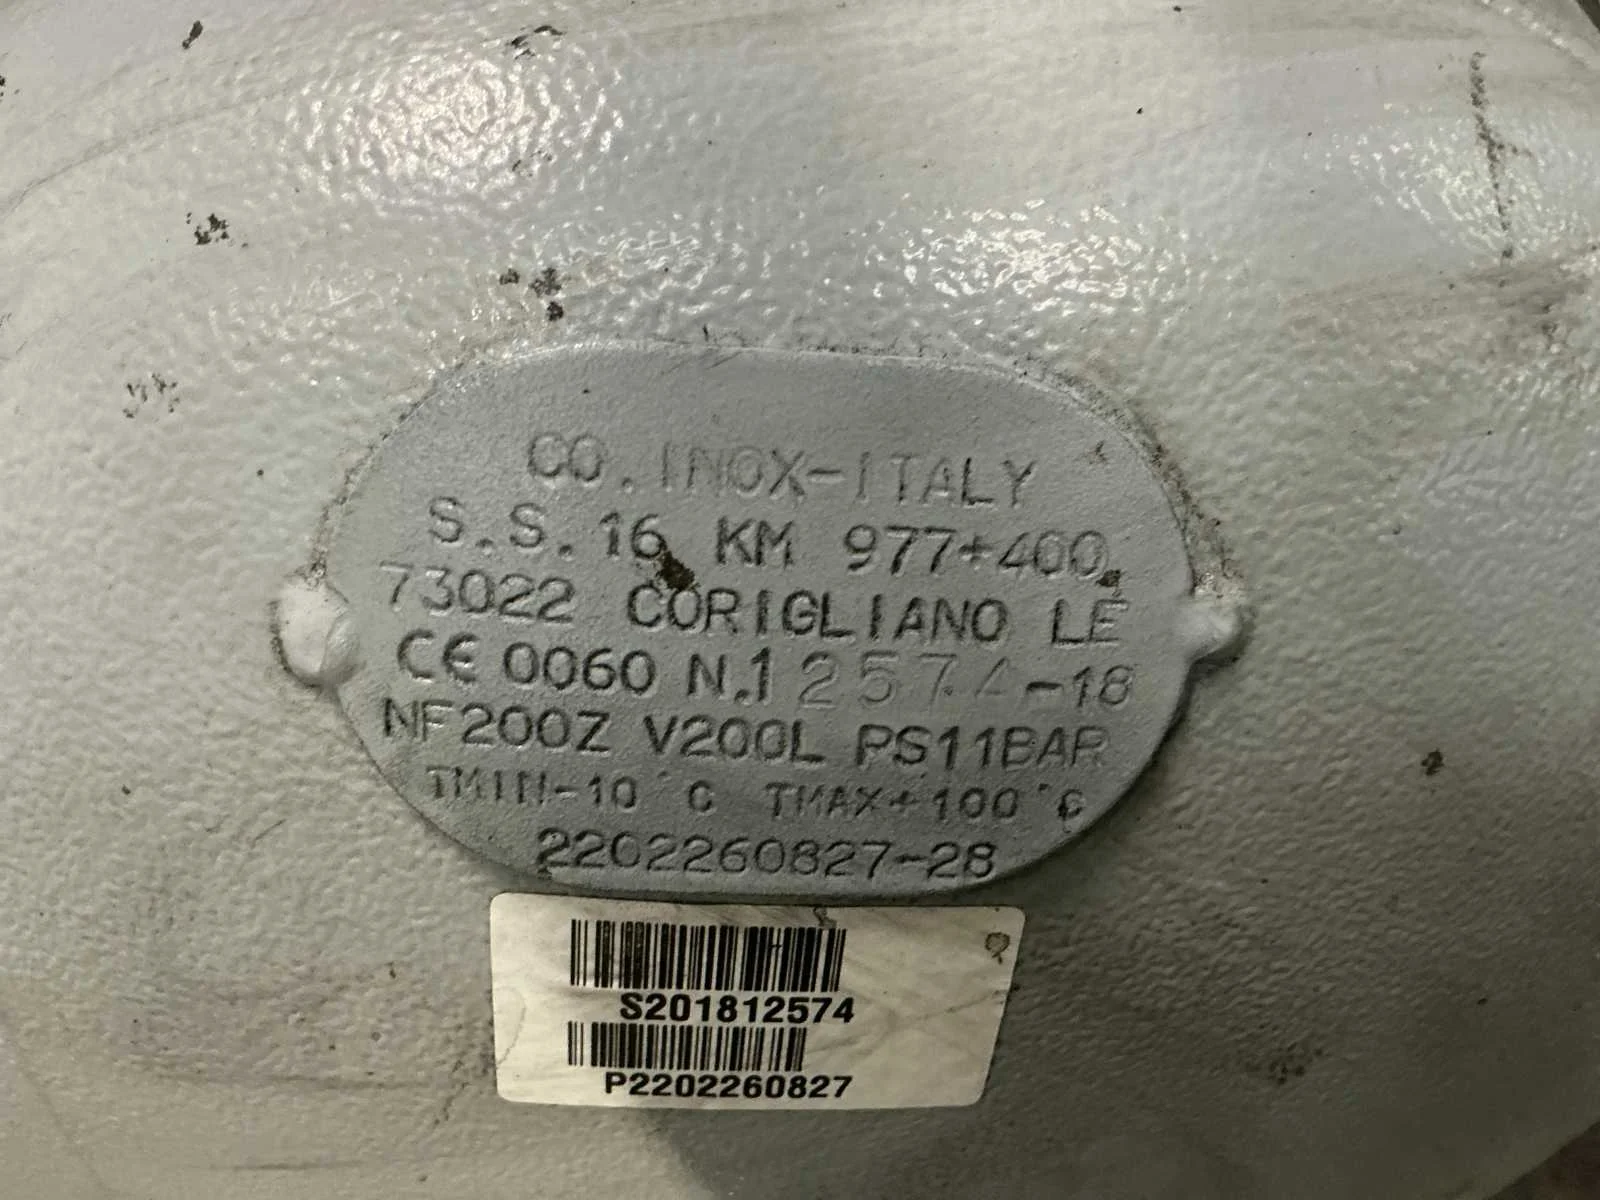 CO.INOX-ITALY
S.S.16 KM 977+400
73022 CORIGLIANO LE
CE 0060 N.12574-18
NF200Z V200L PS11BAR
TMIN-10°C TMAX+100°C
2202260827-28
S201812574
P2202260827